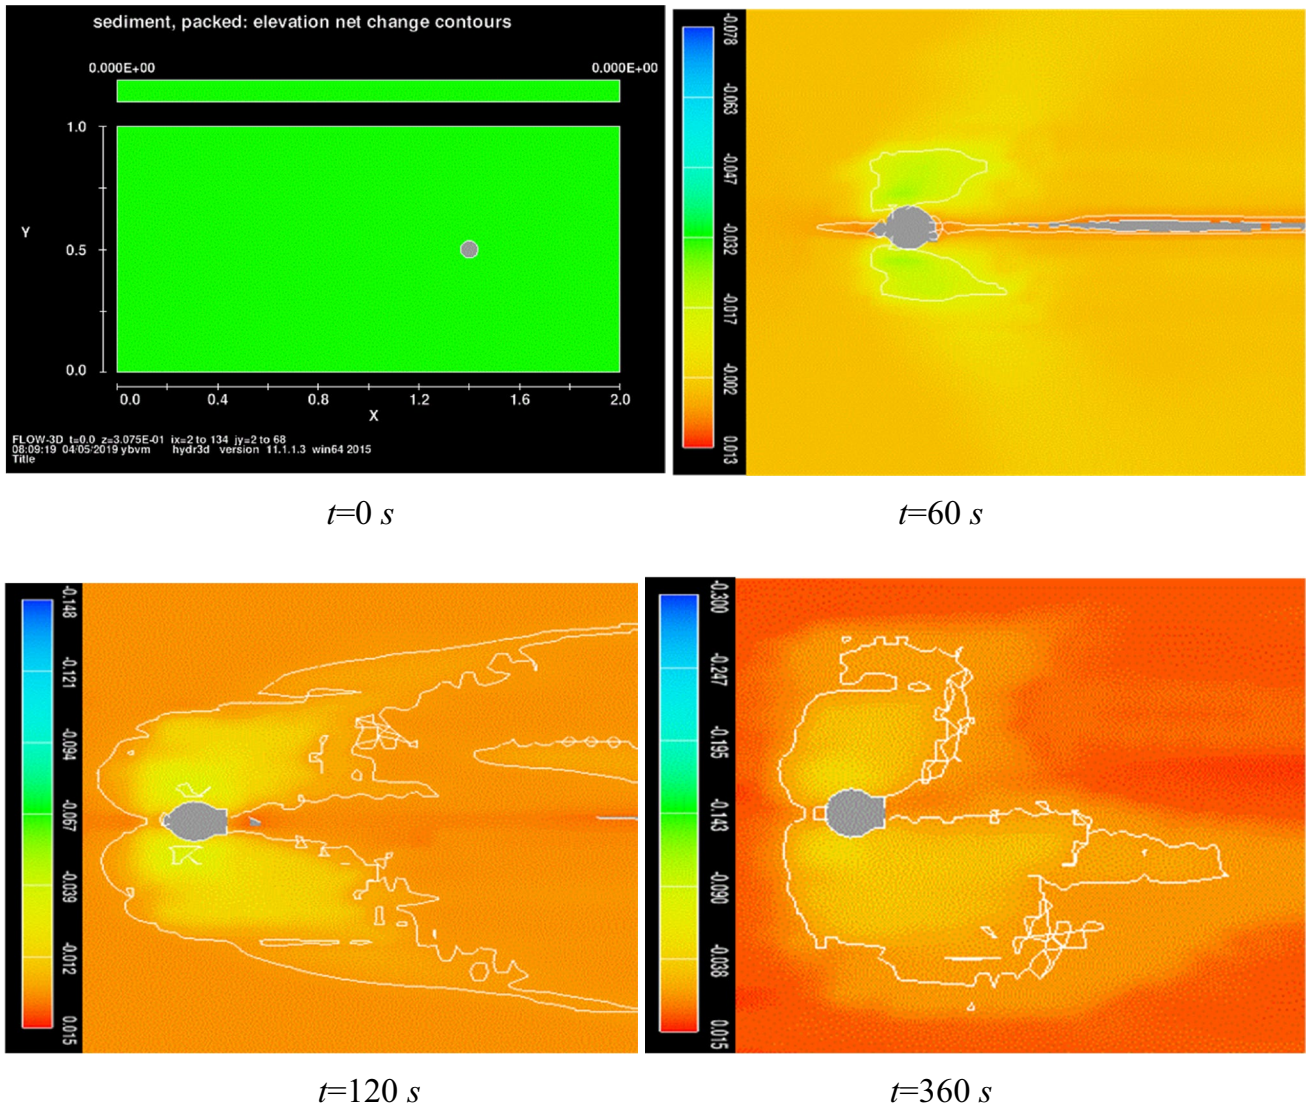 sediment, packed: elevation net change contours
0.000E+00 0.000E+00
1.0
Y
0.5
0.0
0.0 0.4 0.8 1.2 1.6 2.0
X
FLOW-3D t=0.0 z=3.075E-01 ix=2 to 134 jy=2 to 68
08:09:19 04/05/2019 ybvm hydr3d version 11.1.1.3 win64 2015
Title
-0.078
-0.063
-0.047
-0.032
-0.017
-0.002
0.013
t=0 s
t=60 s
-0.148
-0.121
-0.094
-0.067
-0.039
-0.012
0.015
-0.300
-0.247
-0.195
-0.143
-0.090
-0.038
0.015
t=120 s
t=360 s